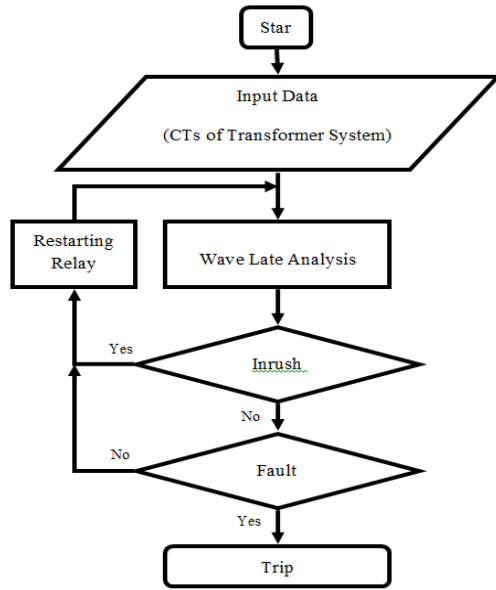 Star
Input Data
(CTs of Transformer System)
Restarting
Relay
Wave Late Analysis
Yes
Inrush
No
No
Fault
Yes
Trip